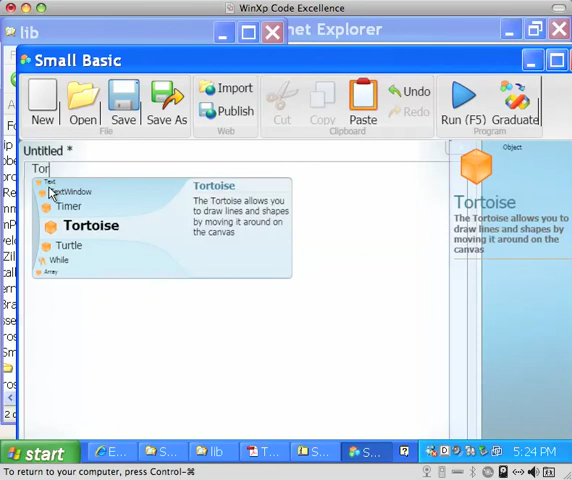 WinXp Code Excellence
lib
net Explorer
Small Basic
New
Open
Save
Save As
Import
Publish
Cut
Copy
Paste
Undo
Redo
Run (F5)
Graduate
File
Web
Clipboard
Program
Untitled *
Tor
Text
TextWindow
Timer
Tortoise
Turtle
While
Array
Tortoise
The Tortoise allows you
to draw lines and shapes
by moving it around on
the canvas
Object
Tortoise
The Tortoise allows you to
draw lines and shapes by
moving it around on the
canvas
start
E...
S...
lib
T...
S...
S...
5:24 PM
To return to your computer, press Control-⌘